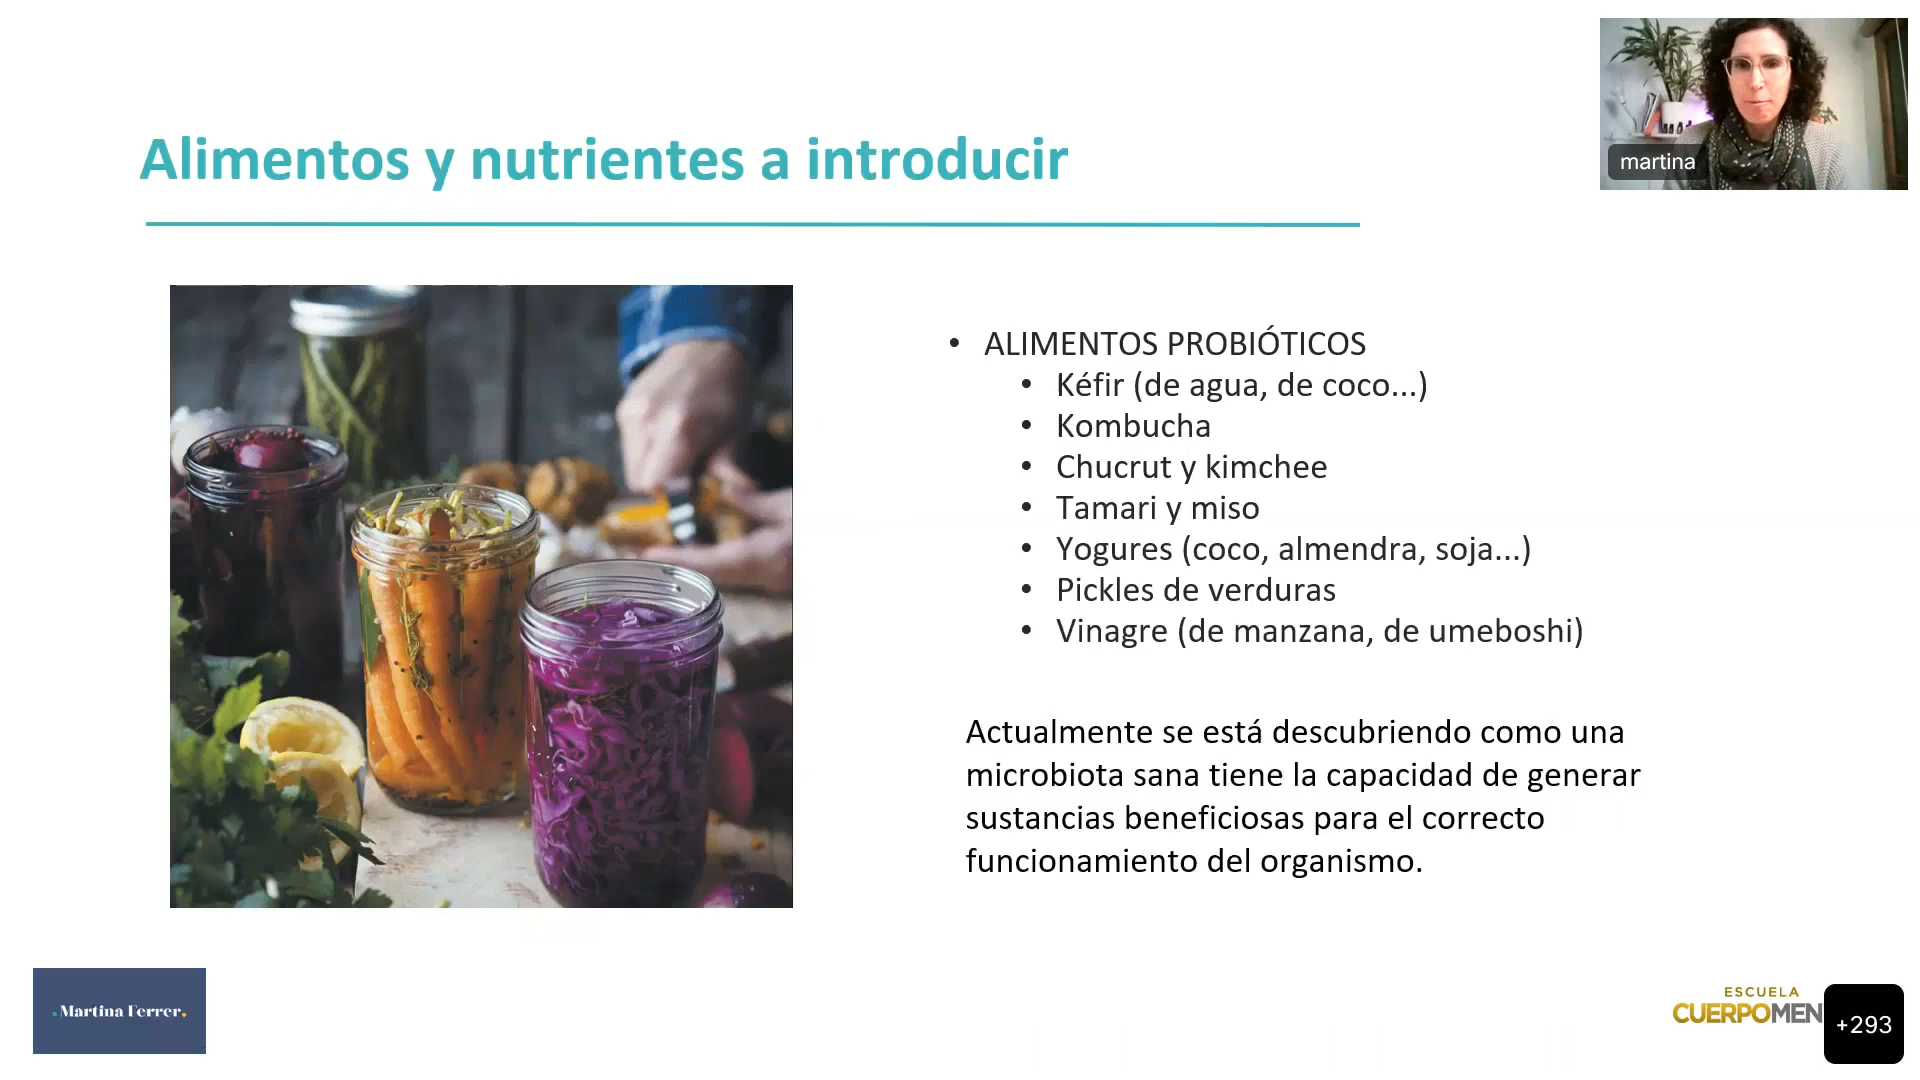 martina
Alimentos y nutrientes a introducir
• ALIMENTOS PROBIÓTICOS
• Kéfir (de agua, de coco...)
• Kombucha
• Chucrut y kimchee
• Tamari y miso
• Yogures (coco, almendra, soja...)
• Pickles de verduras
• Vinagre (de manzana, de umeboshi)
Actualmente se está descubriendo como una
microbiota sana tiene la capacidad de generar
sustancias beneficiosas para el correcto
funcionamiento del organismo.
.Martina Ferrer.
ESCUELA
CUERPOMEN
+293